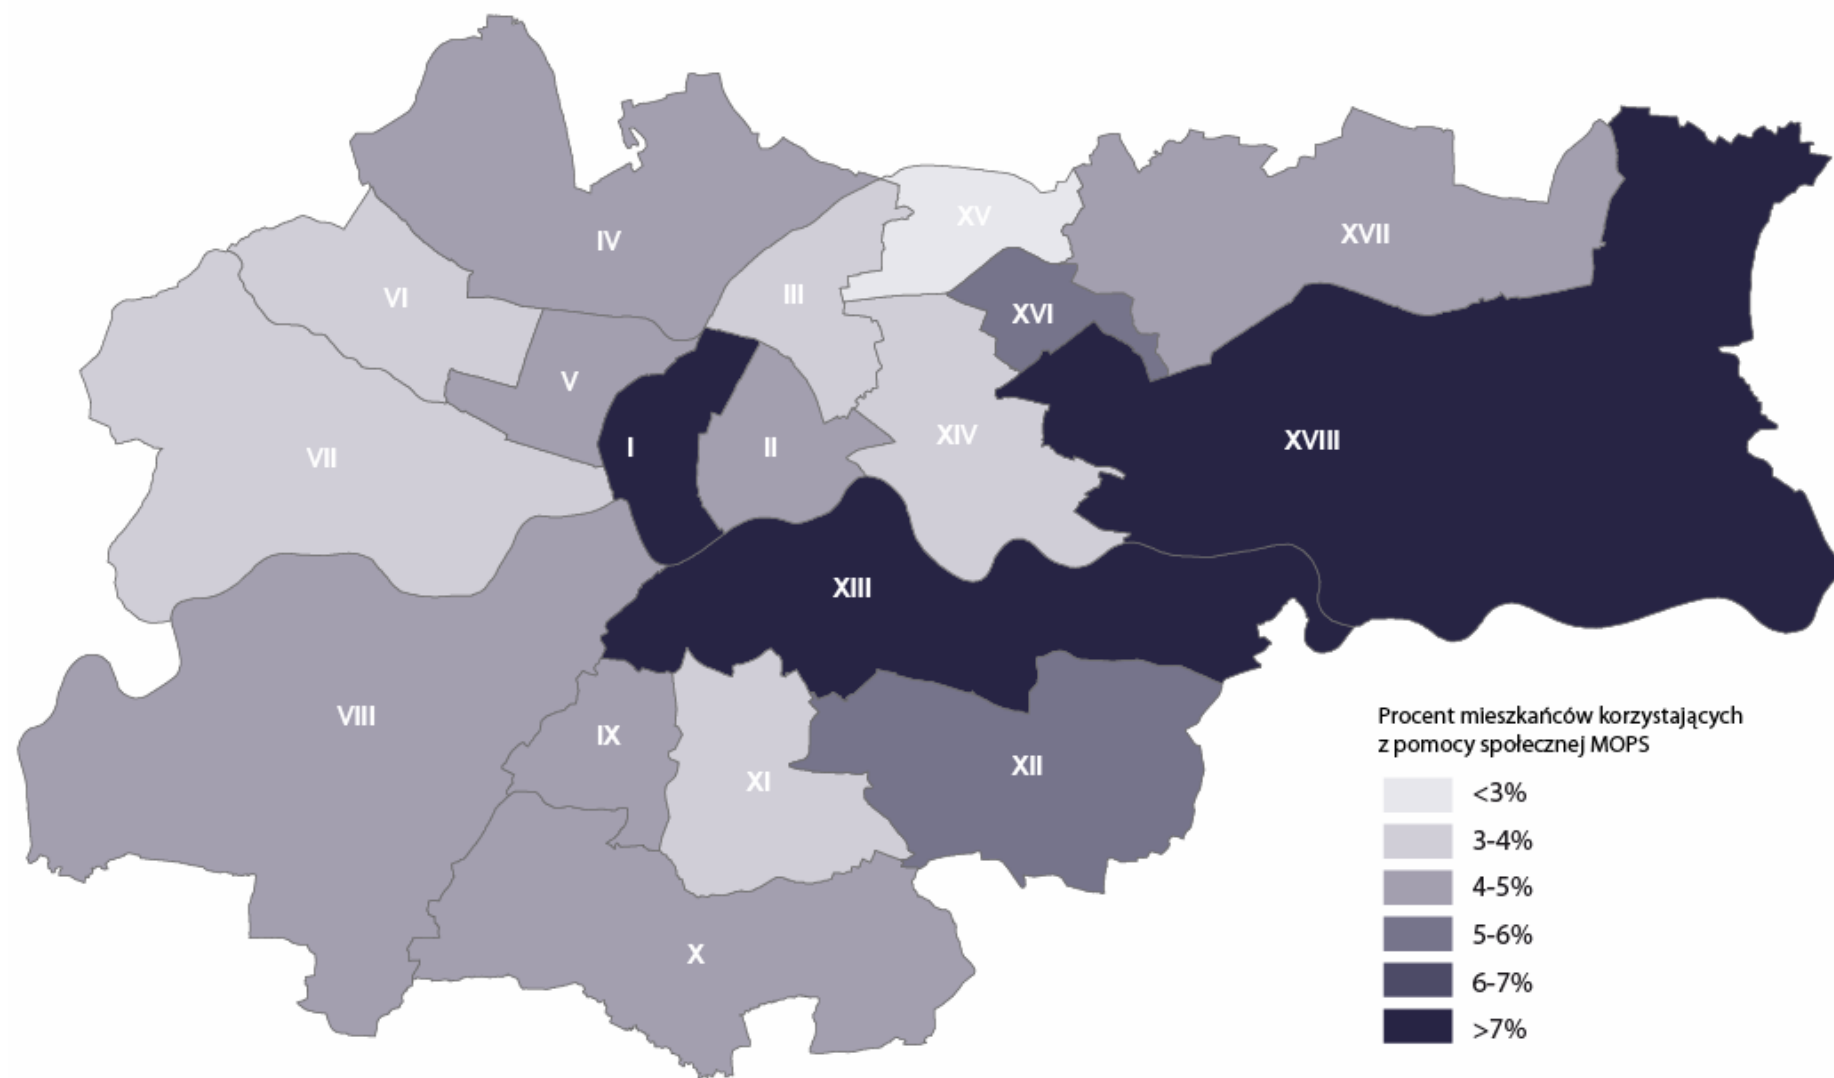 IV
XV
XVII
VI
III
XVI
V
I
II
XIV
XVIII
VII
XIII
VIII
IX
XI
XII
X
Procent mieszkańców korzystających
z pomocy społecznej MOPS
<3%
3-4%
4-5%
5-6%
6-7%
>7%